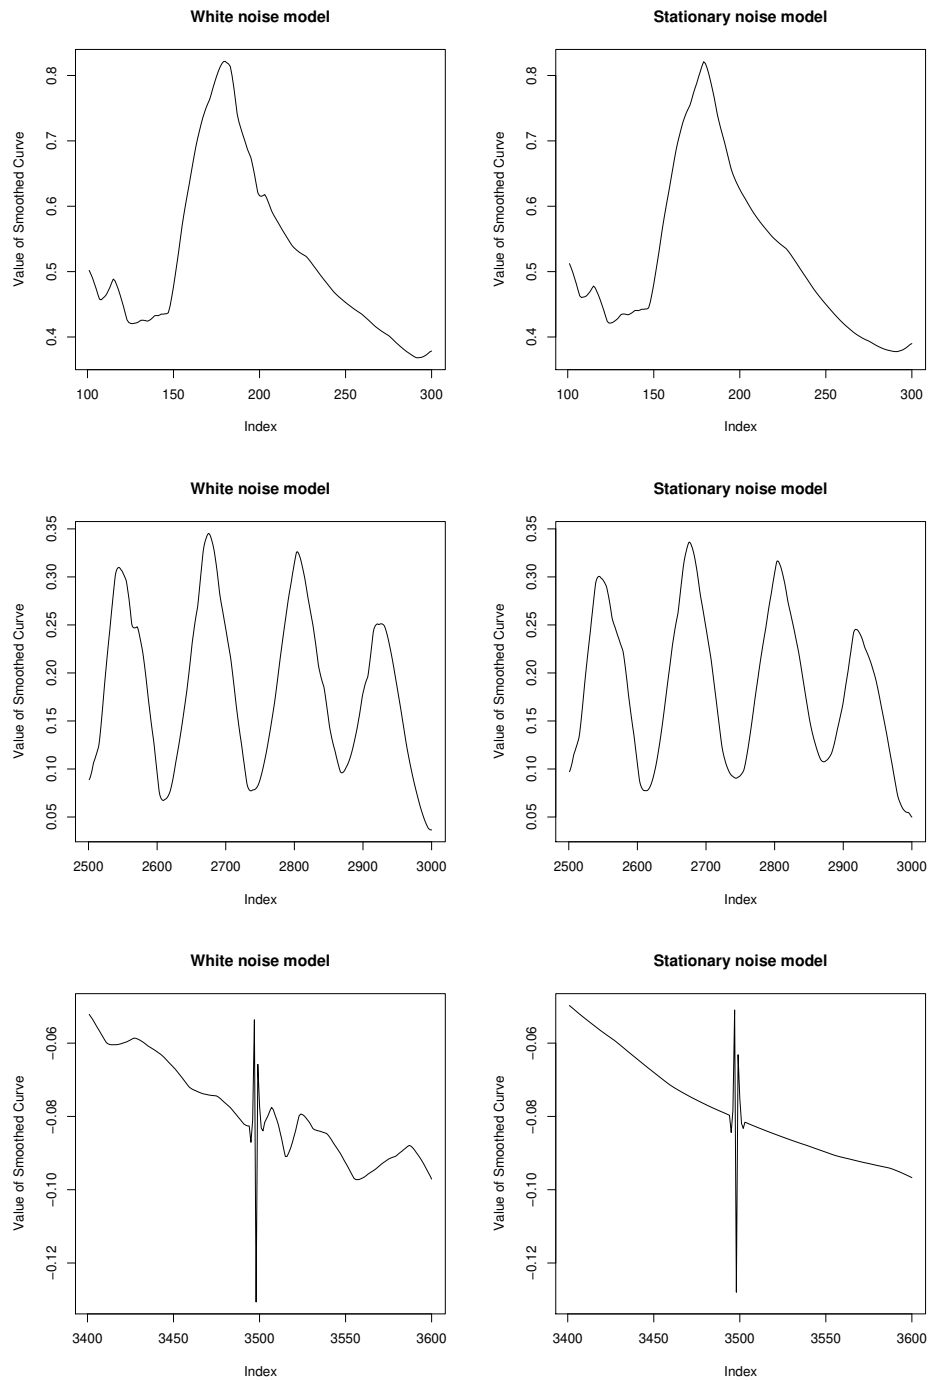 White noise model
Value of Smoothed Curve
0.4 0.5 0.6 0.7 0.8
100 150 200 250 300
Index
Stationary noise model
Value of Smoothed Curve
0.4 0.5 0.6 0.7 0.8
100 150 200 250 300
Index
White noise model
Value of Smoothed Curve
0.05 0.10 0.15 0.20 0.25 0.30 0.35
2500 2600 2700 2800 2900 3000
Index
Stationary noise model
Value of Smoothed Curve
0.05 0.10 0.15 0.20 0.25 0.30 0.35
2500 2600 2700 2800 2900 3000
Index
White noise model
Value of Smoothed Curve
−0.12 −0.10 −0.08 −0.06
3400 3450 3500 3550 3600
Index
Stationary noise model
Value of Smoothed Curve
−0.12 −0.10 −0.08 −0.06
3400 3450 3500 3550 3600
Index